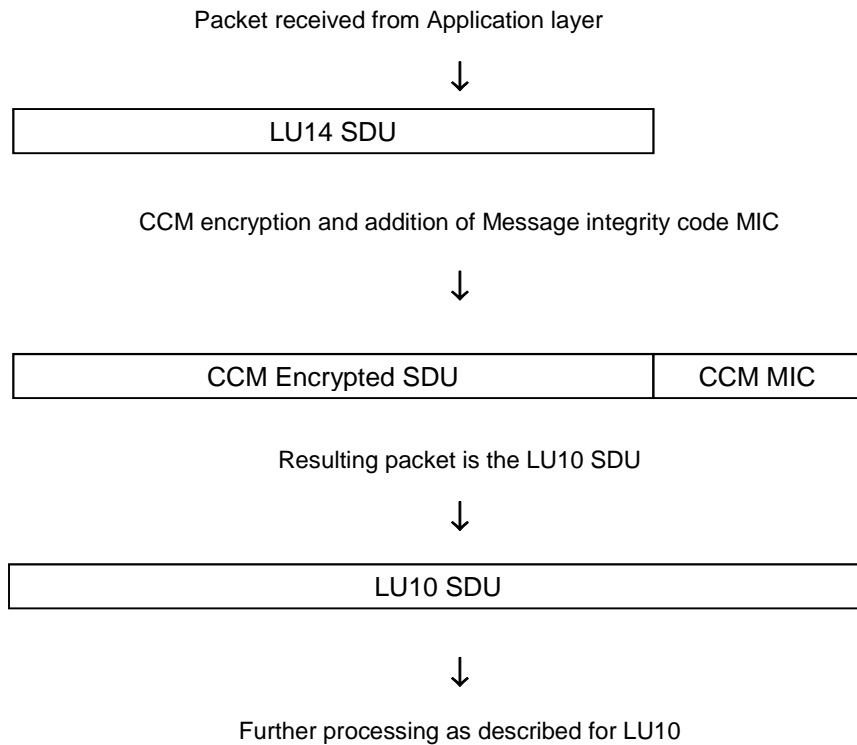 Packet received from Application layer
↓
LU14 SDU
CCM encryption and addition of Message integrity code MIC
↓
CCM Encrypted SDU CCM MIC
Resulting packet is the LU10 SDU
↓
LU10 SDU
↓
Further processing as described for LU10